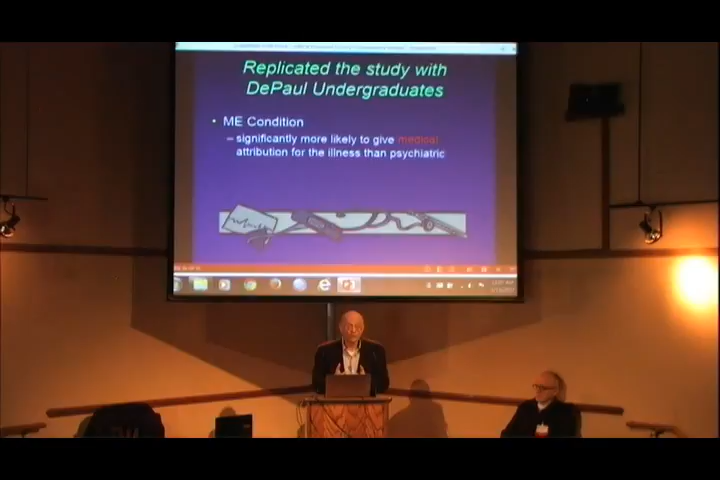 Replicated the study with
DePaul Undergraduates
• ME Condition
– significantly more likely to give medical
attribution for the illness than psychiatric